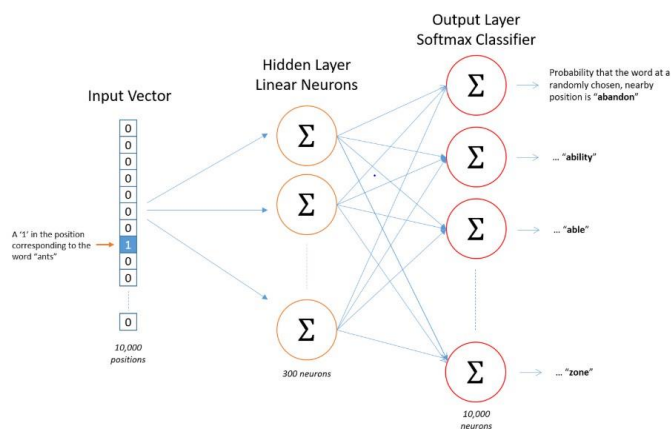 Output Layer
Softmax Classifier
Hidden Layer
Linear Neurons
Input Vector
0
0
0
0
0
0
0
1
0
0
0
A '1' in the position
corresponding to the
word "ants"
10,000
positions
Σ
Σ
Σ
300 neurons
Σ
Σ
Σ
Σ
10,000
neurons
Probability that the word at a
randomly chosen, nearby
position is "abandon"
... "ability"
... "able"
... "zone"